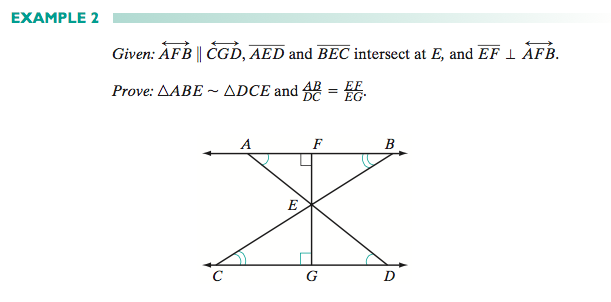 EXAMPLE 2
Given: AFB ∥ CGD, AED and BEC intersect at E, and EF ⊥ AFB.
Prove: △ABE ~ △DCE and AB/DC = EF/EG.
A F B
E
C G D